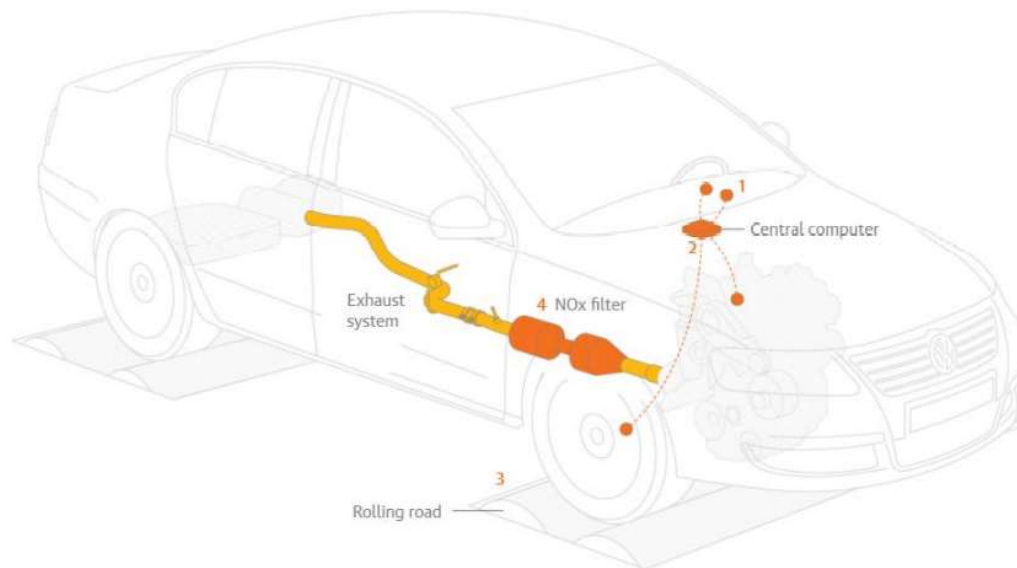 1
Central computer
2
Exhaust
system
4 NOx filter
3
Rolling road